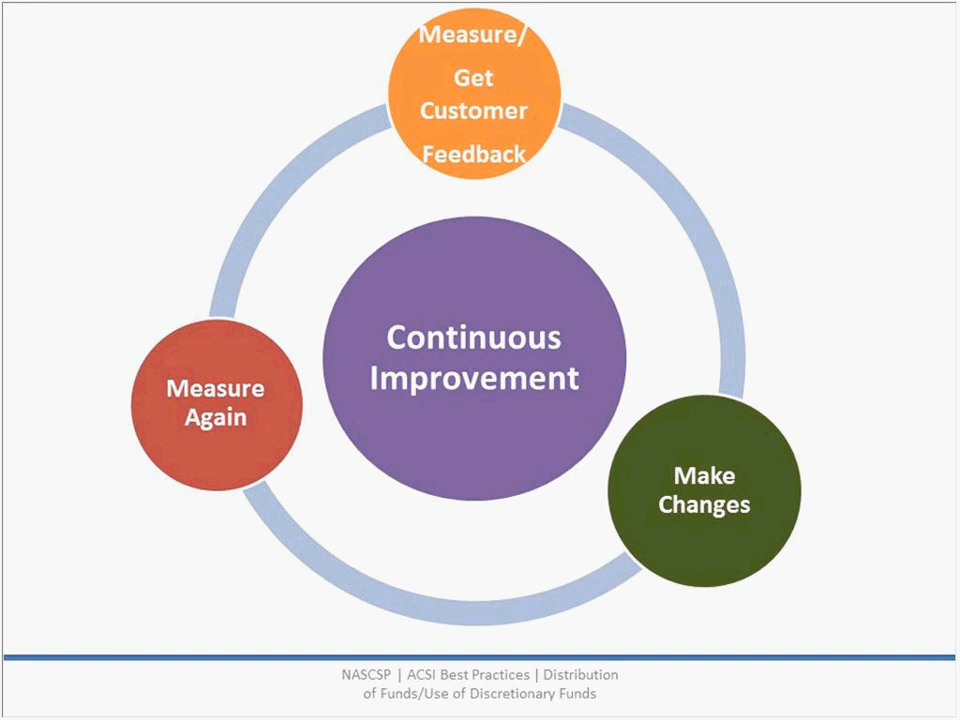 Measure/
Get
Customer
Feedback
Continuous
Improvement
Measure
Again
Make
Changes
NASCSP | ACSI Best Practices | Distribution
of Funds/Use of Discretionary Funds